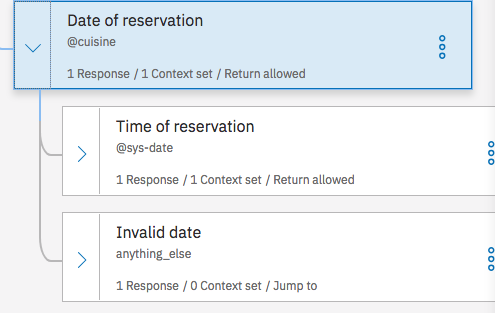 Date of reservation
@cuisine
1 Response / 1 Context set / Return allowed
Time of reservation
@sys-date
1 Response / 1 Context set / Return allowed
Invalid date
anything_else
1 Response / 0 Context set / Jump to